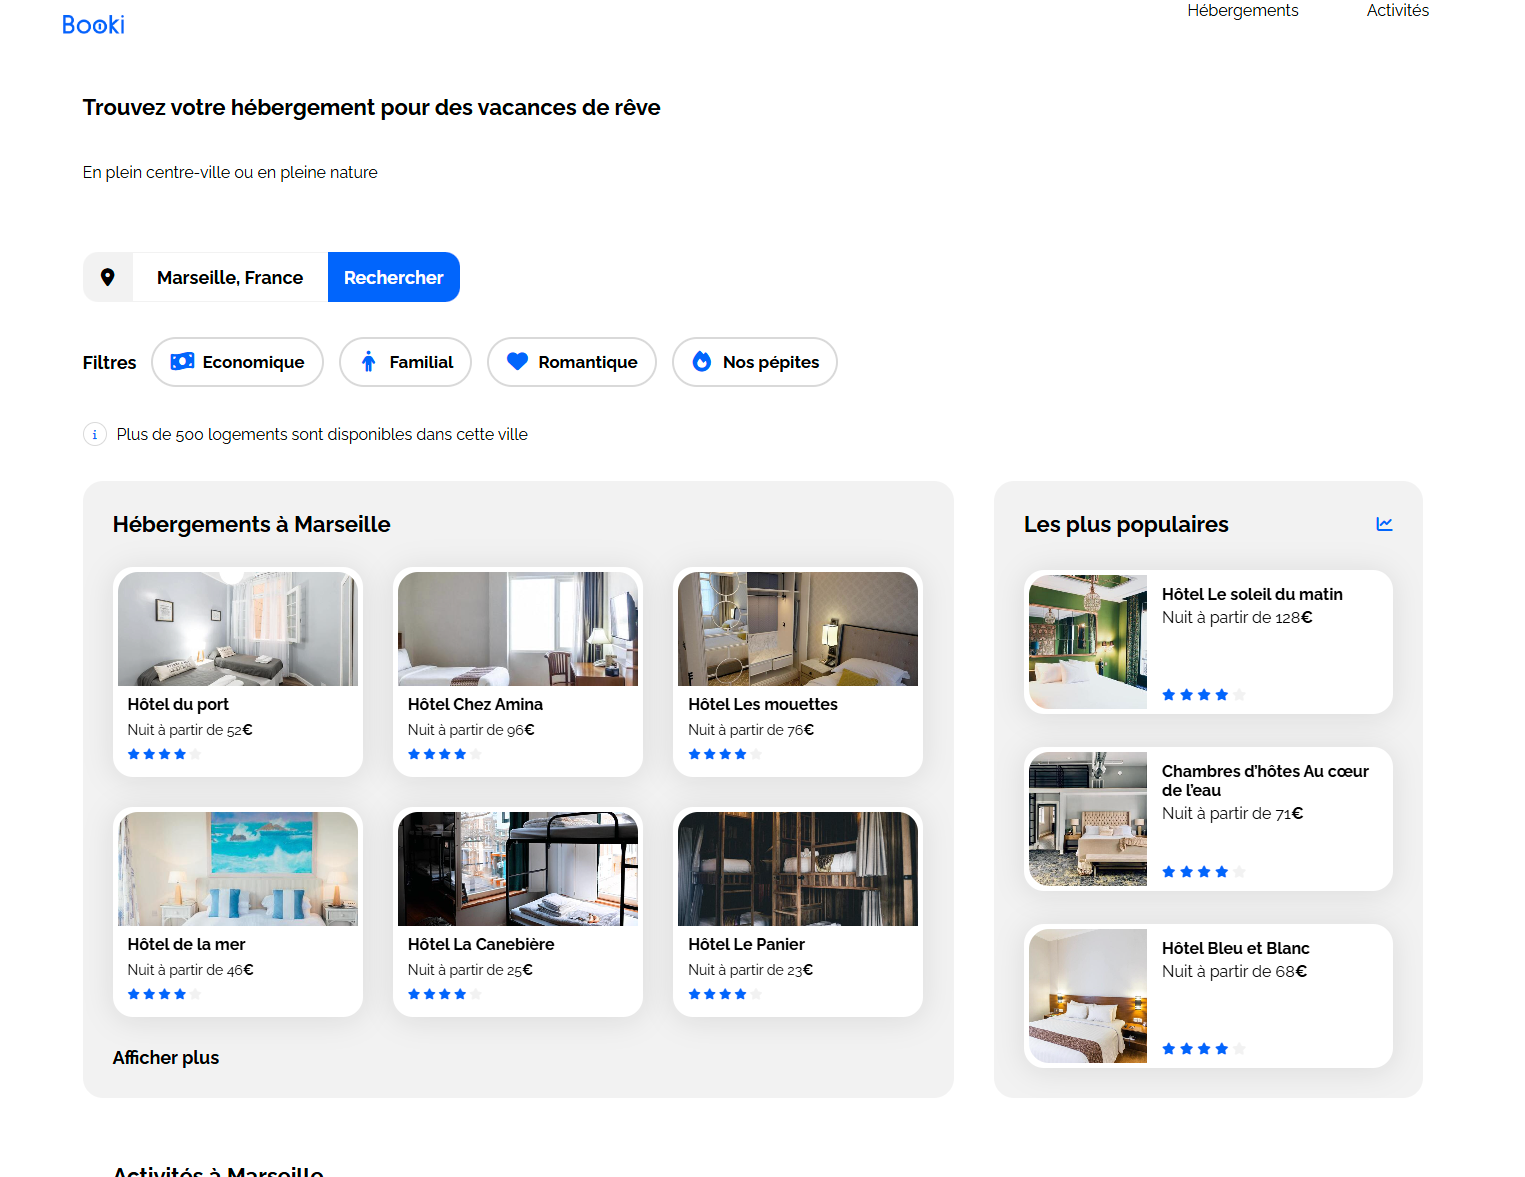 Booki
Hébergements
Activités
Trouvez votre hébergement pour des vacances de rêve
En plein centre-ville ou en pleine nature
Marseille, France
Rechercher
Filtres
Economique
Familial
Romantique
Nos pépites
i
Plus de 500 logements sont disponibles dans cette ville
Hébergements à Marseille
Hôtel du port
Nuit à partir de 52€
Hôtel Chez Amina
Nuit à partir de 96€
Hôtel Les mouettes
Nuit à partir de 76€
Hôtel de la mer
Nuit à partir de 46€
Hôtel La Canebière
Nuit à partir de 25€
Hôtel Le Panier
Nuit à partir de 23€
Afficher plus
Les plus populaires
Hôtel Le soleil du matin
Nuit à partir de 128€
Chambres d’hôtes Au cœur
de l’eau
Nuit à partir de 71€
Hôtel Bleu et Blanc
Nuit à partir de 68€
Activités à Marseille